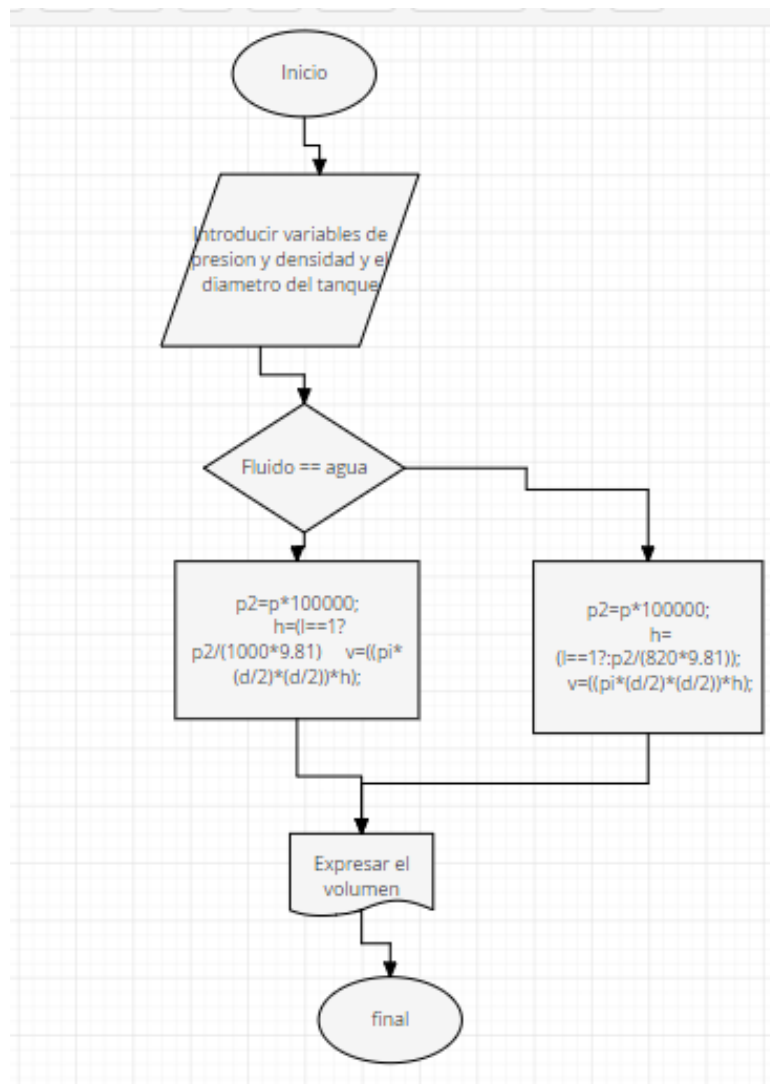 Inicio
Introducir variables de
presion y densidad y el
diametro del tanque
Fluido == agua
p2=p*100000;
h=(l==1?
p2/(1000*9.81) v=((pi*
(d/2)*(d/2))*h);
p2=p*100000;
h=
(l==1?:p2/(820*9.81));
v=((pi*(d/2)*(d/2))*h);
Expresar el
volumen
final